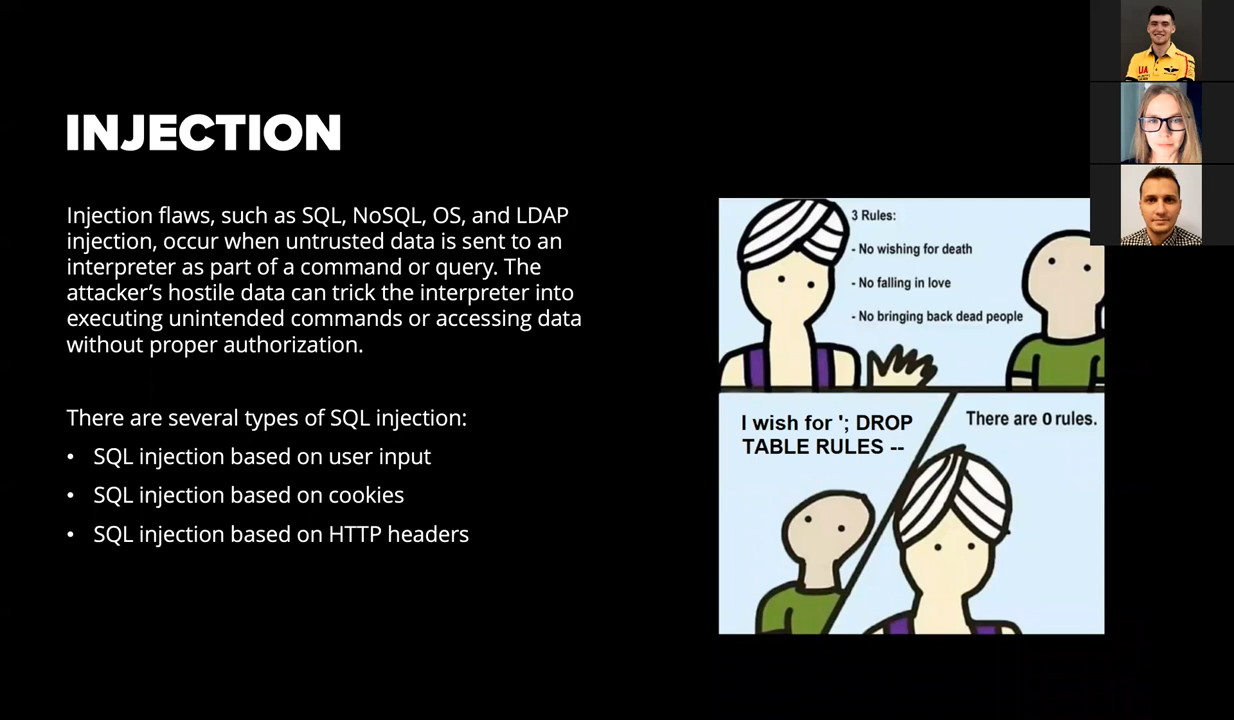 INJECTION
Injection flaws, such as SQL, NoSQL, OS, and LDAP
injection, occur when untrusted data is sent to an
interpreter as part of a command or query. The
attacker’s hostile data can trick the interpreter into
executing unintended commands or accessing data
without proper authorization.
There are several types of SQL injection:
• SQL injection based on user input
• SQL injection based on cookies
• SQL injection based on HTTP headers
3 Rules:
- No wishing for death
- No falling in love
- No bringing back dead people
I wish for '; DROP
TABLE RULES --
There are 0 rules.
UA